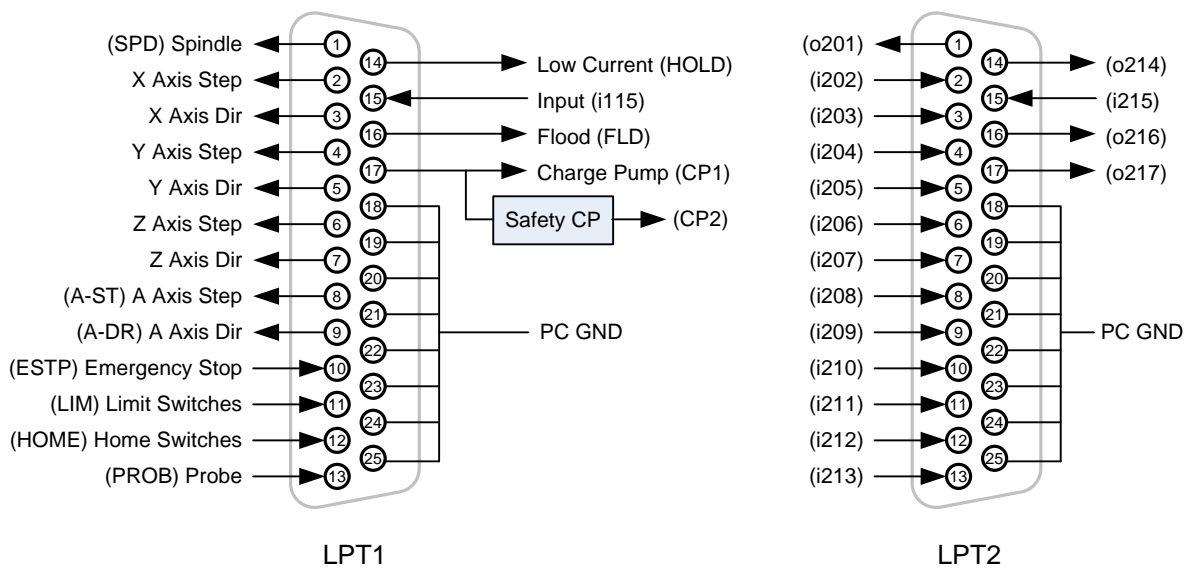 (SPD) Spindle
X Axis Step
X Axis Dir
Y Axis Step
Y Axis Dir
Z Axis Step
Z Axis Dir
(A-ST) A Axis Step
(A-DR) A Axis Dir
(ESTP) Emergency Stop
(LIM) Limit Switches
(HOME) Home Switches
(PROB) Probe
1
2
3
4
5
6
7
8
9
10
11
12
13
14
15
16
17
18
19
20
21
22
23
24
25
Low Current (HOLD)
Input (i115)
Flood (FLD)
Charge Pump (CP1)
Safety CP
(CP2)
PC GND
LPT1
(o201)
(i202)
(i203)
(i204)
(i205)
(i206)
(i207)
(i208)
(i209)
(i210)
(i211)
(i212)
(i213)
1
2
3
4
5
6
7
8
9
10
11
12
13
14
15
16
17
18
19
20
21
22
23
24
25
(o214)
(i215)
(o216)
(o217)
PC GND
LPT2